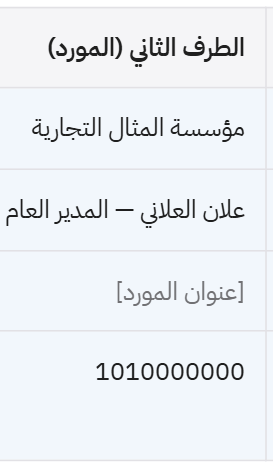 الطرف الثاني (المورد)
مؤسسة المثال التجارية
علان العلاني — المدير العام
[عنوان المورد]
1010000000